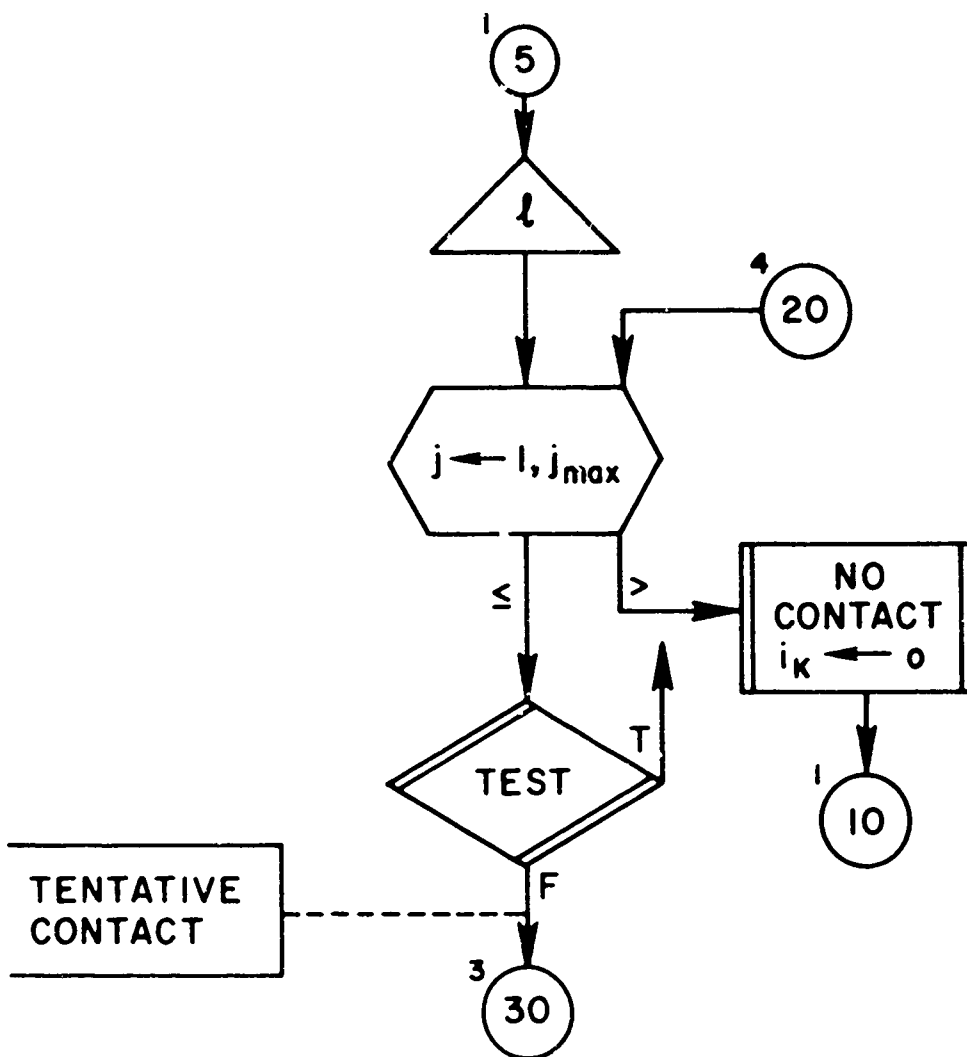 1
5
ℓ
4
20
j ← 1, jmax
≤
>
NO
CONTACT
iK ← 0
T
TEST
1
10
F
TENTATIVE
CONTACT
3
30